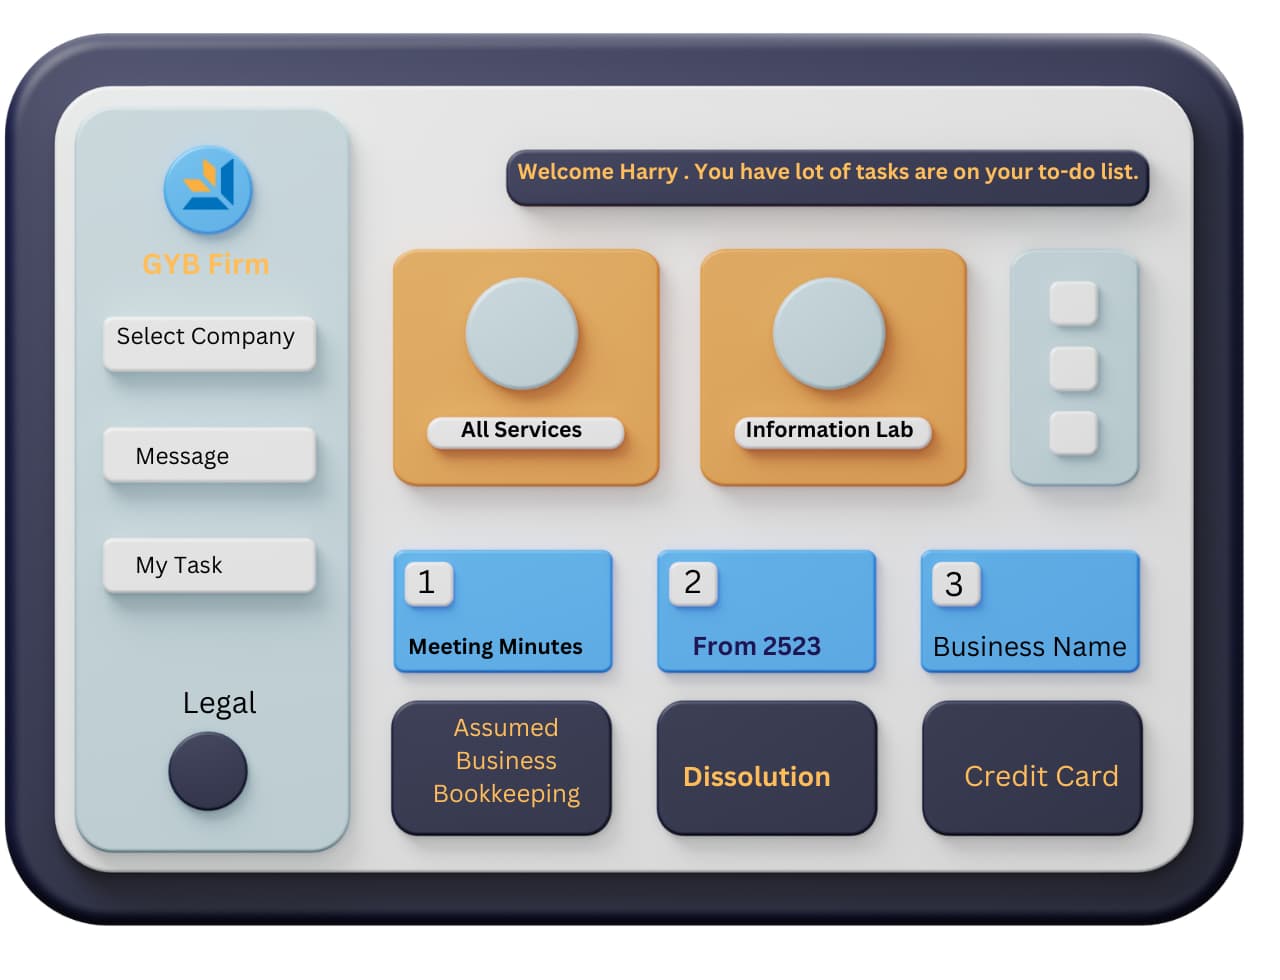 Welcome Harry . You have lot of tasks are on your to-do list.
GYB Firm
Select Company
Message
My Task
Legal
All Services
Information Lab
1
Meeting Minutes
2
From 2523
3
Business Name
Assumed
Business
Bookkeeping
Dissolution
Credit Card